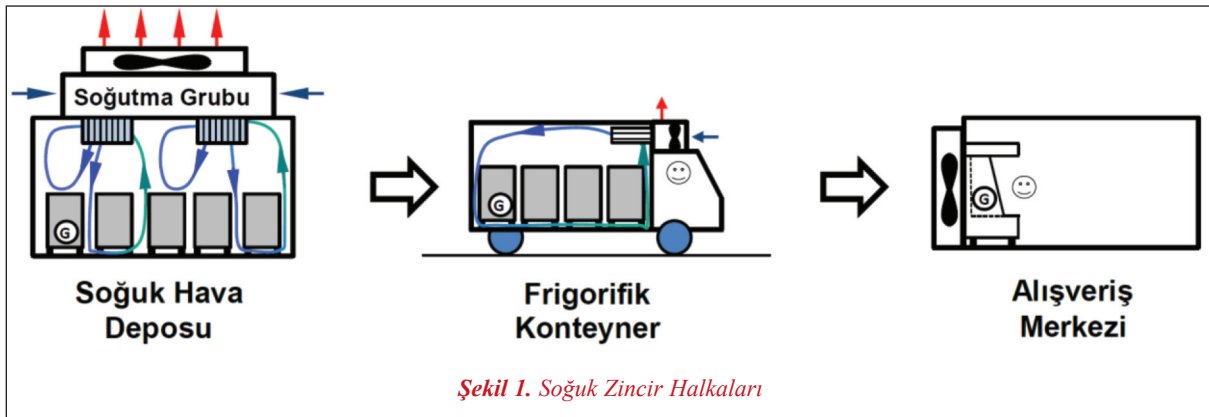 Soğutma Grubu
G
G
G
Soğuk Hava
Deposu
Frigorifik
Konteyner
Alışveriş
Merkezi
Şekil 1. Soğuk Zincir Halkaları